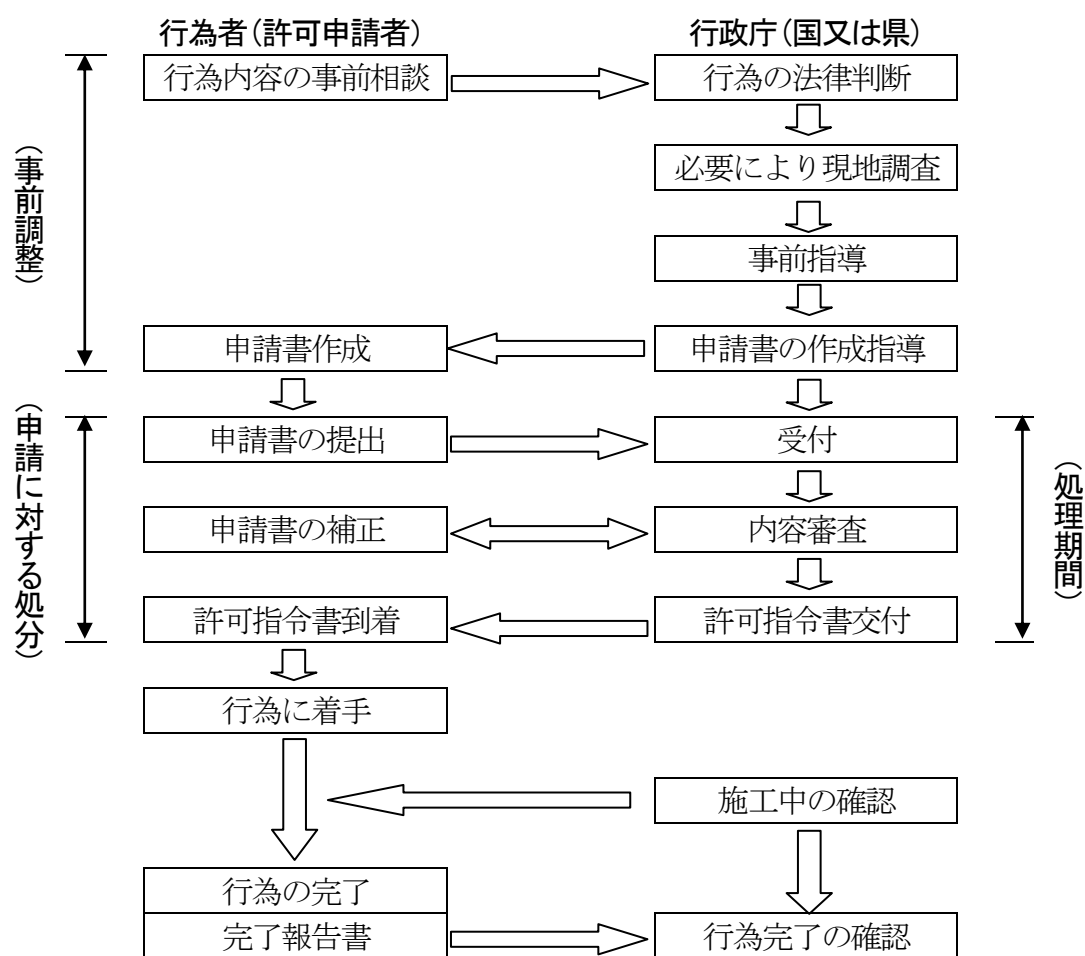 行為者（許可申請者）
行政庁（国又は県）
（事前調整）
行為内容の事前相談
行為の法律判断
必要により現地調査
事前指導
申請書作成
申請書の作成指導
（申請に対する処分）
申請書の提出
受付
（処理期間）
申請書の補正
内容審査
許可指令書到着
許可指令書交付
行為に着手
施工中の確認
行為の完了
完了報告書
行為完了の確認